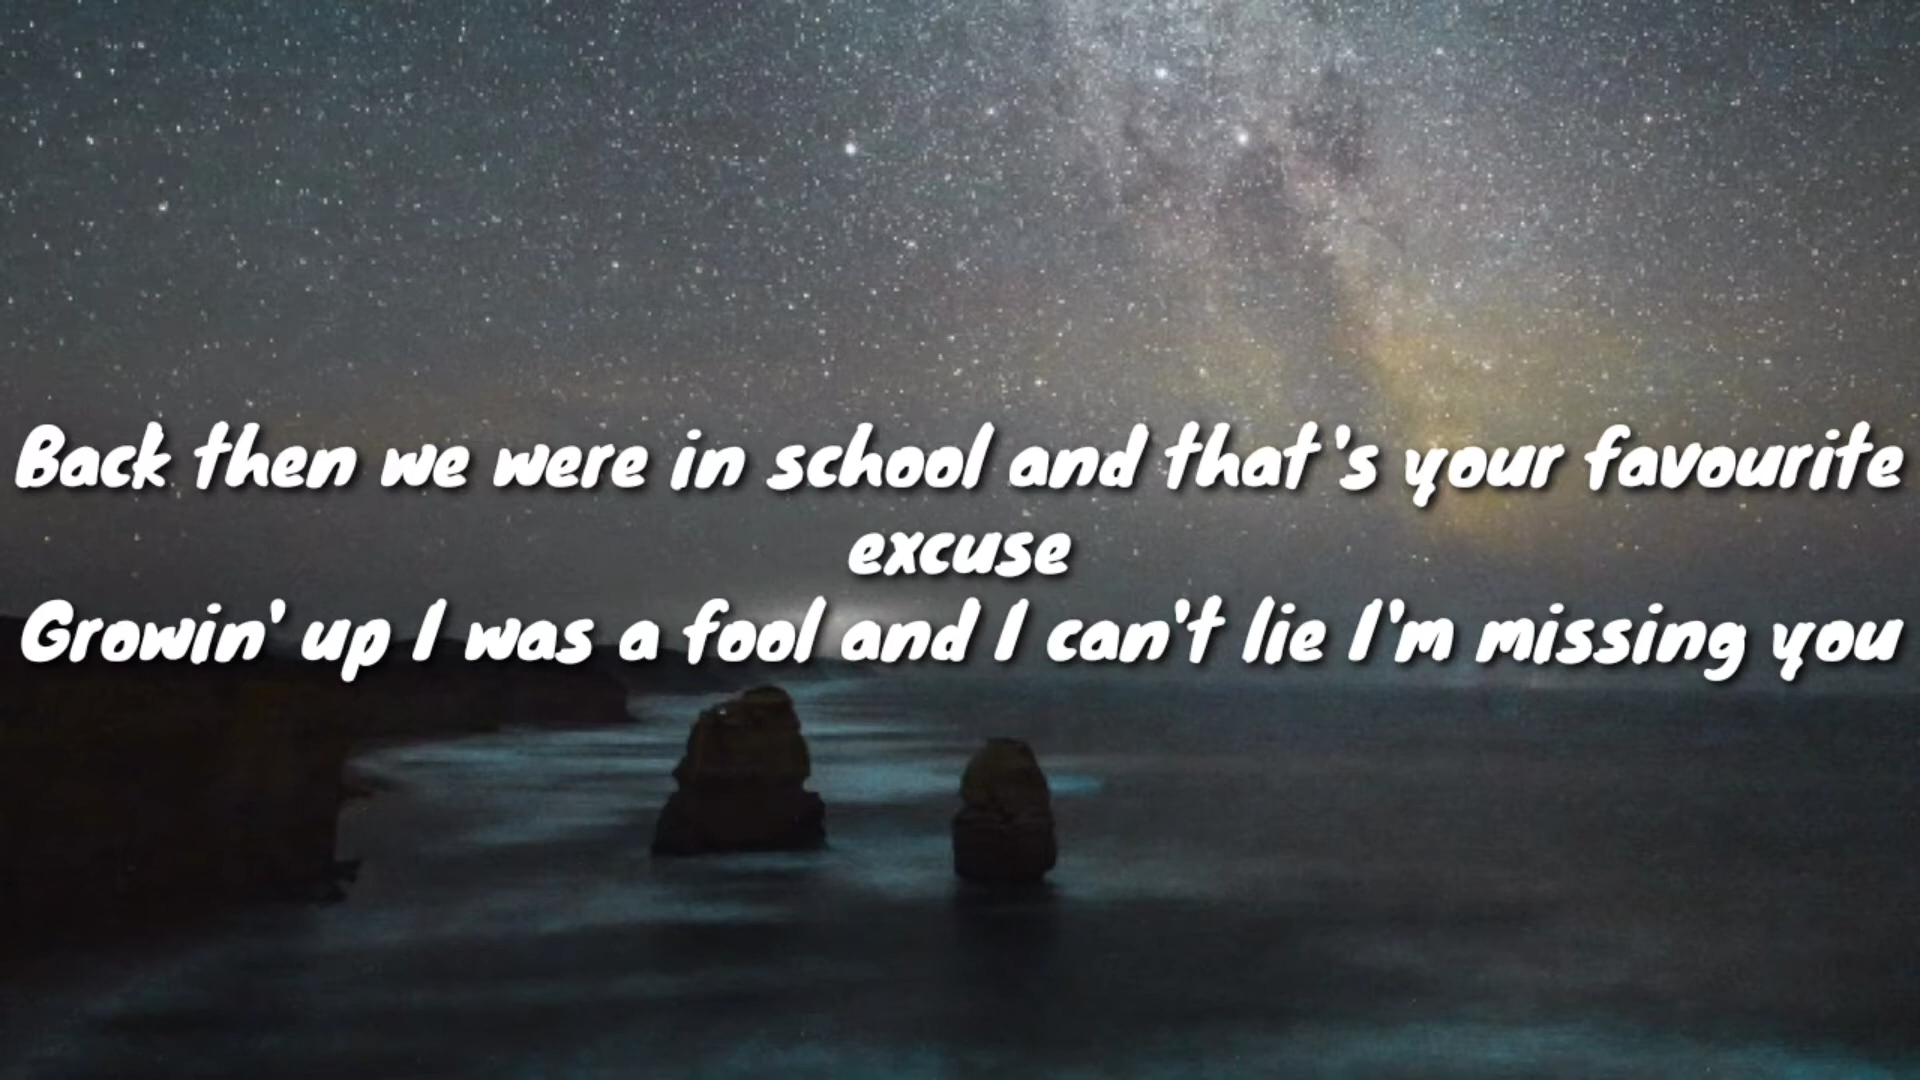 Back then we were in school and that's your favourite
excuse
Growin' up I was a fool and I can't lie I'm missing you